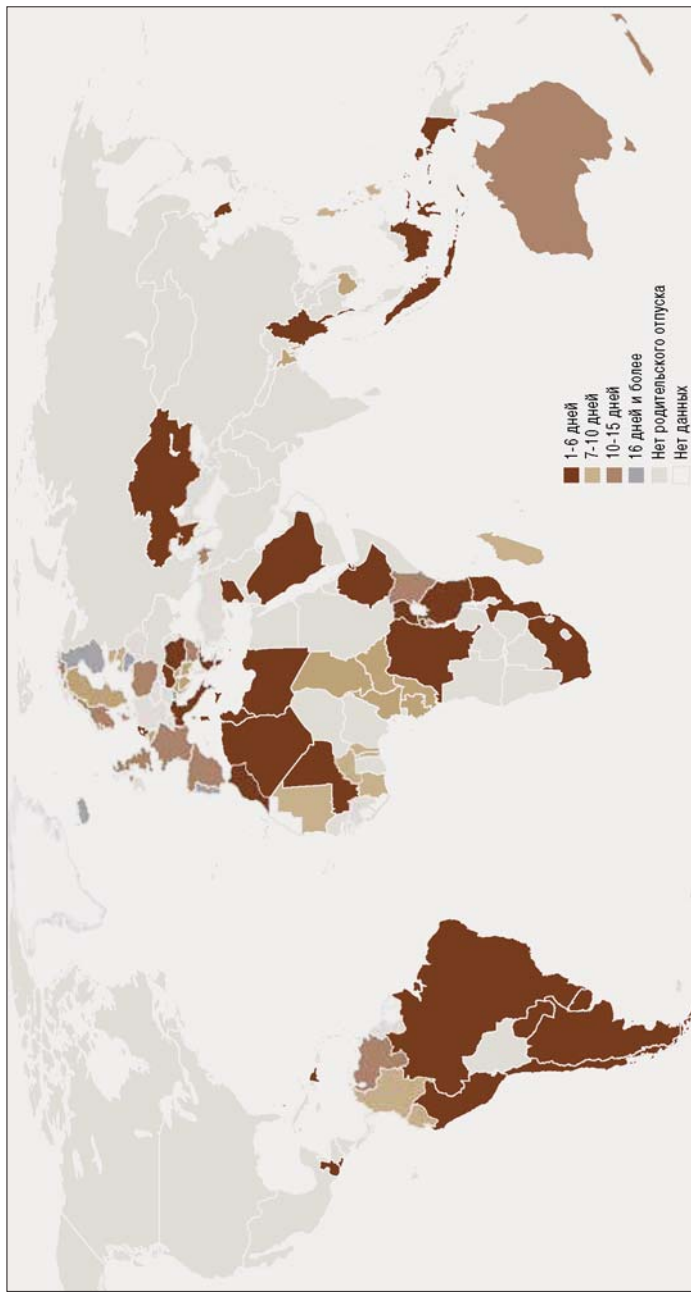 1-6 дней
7-10 дней
10-15 дней
16 дней и более
Нет родительского отпуска
Нет данных